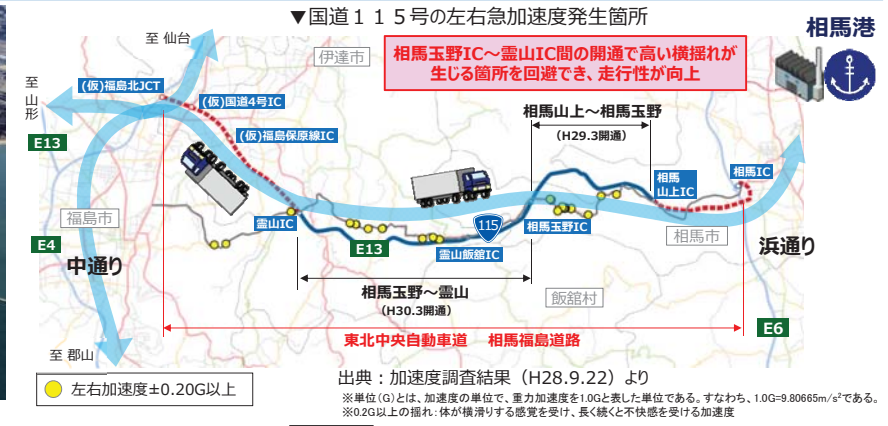 ▼国道１１５号の左右急加速度発生箇所
相馬港
至 仙台
伊達市
相馬玉野IC～霊山IC間の開通で高い横揺れが
生じる箇所を回避でき、走行性が向上
至
山
形
(仮)福島北JCT
(仮)国道4号IC
(仮)福島保原線IC
E13
相馬山上～相馬玉野
(H29.3開通)
相馬
山上IC
相馬IC
福島市
霊山IC
E13
霊山飯舘IC
115
相馬玉野IC
相馬市
浜通り
E4
中通り
相馬玉野～霊山
(H30.3開通)
飯舘村
東北中央自動車道　相馬福島道路
E6
至 郡山
左右加速度±0.20G以上
出典：加速度調査結果（H28.9.22）より
※単位(G)とは、加速度の単位で、重力加速度を1.0Gと表した単位である。すなわち、1.0G=9.80665m/s²である。
※0.2G以上の揺れ：体が横滑りする感覚を受け、長く続くと不快感を受ける加速度